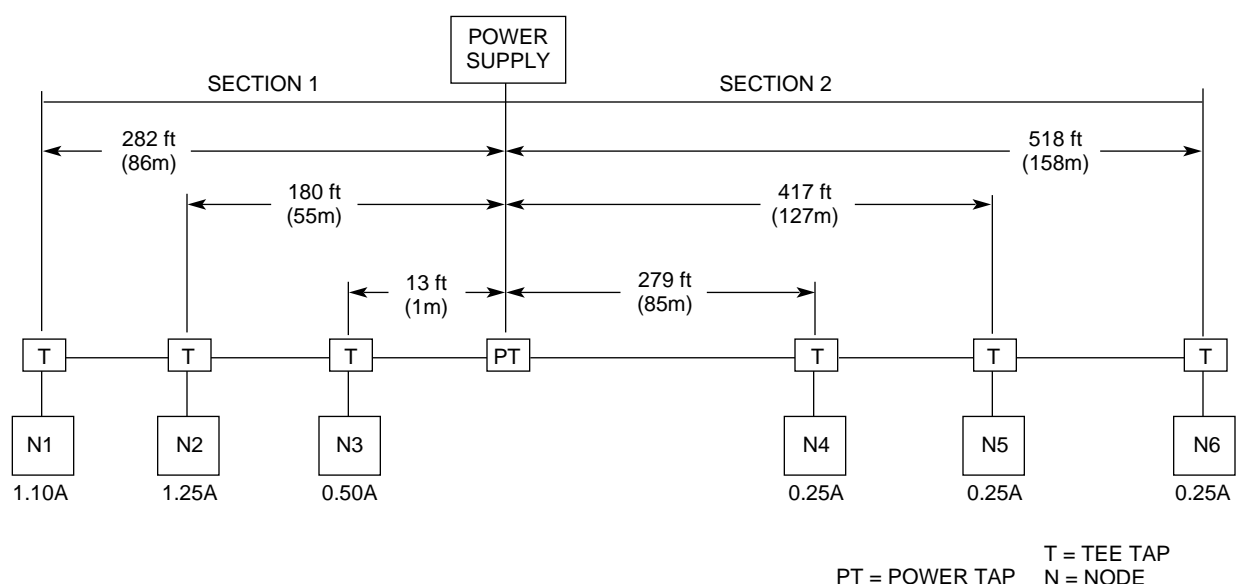 POWER
SUPPLY
SECTION 1
SECTION 2
282 ft
(86m)
518 ft
(158m)
180 ft
(55m)
417 ft
(127m)
13 ft
(1m)
279 ft
(85m)
T
T
T
PT
T
T
T
N1
N2
N3
N4
N5
N6
1.10A
1.25A
0.50A
0.25A
0.25A
0.25A
T = TEE TAP
PT = POWER TAP
N = NODE